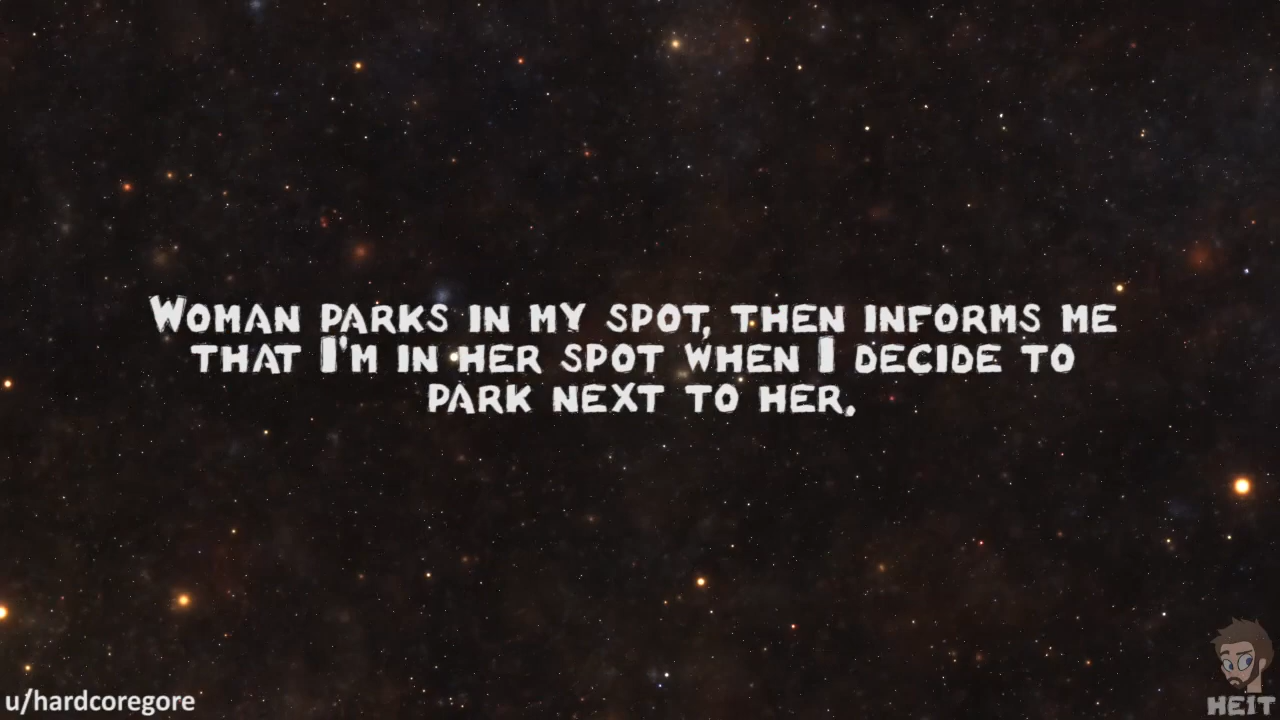 Woman parks in my spot, then informs me
that I'm in her spot when I decide to
park next to her.
u/hardcoregore
HEIT